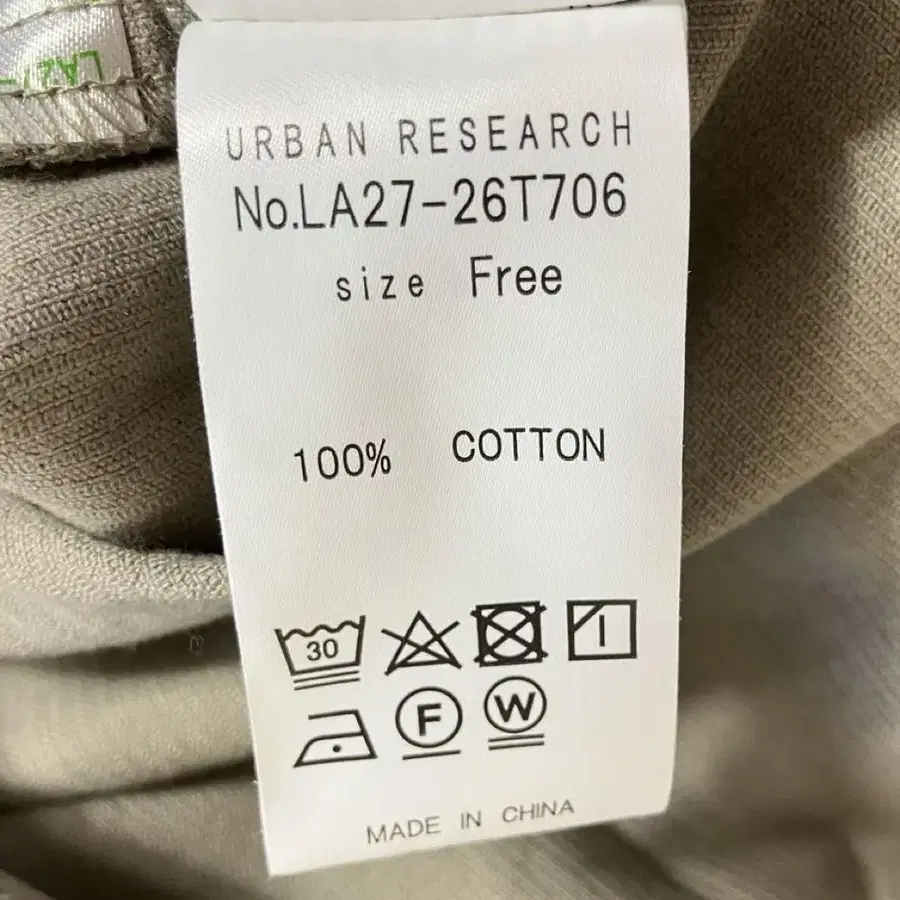 URBAN RESEARCH
No.LA27-26T706
size Free
100% COTTON
30
F W
MADE IN CHINA